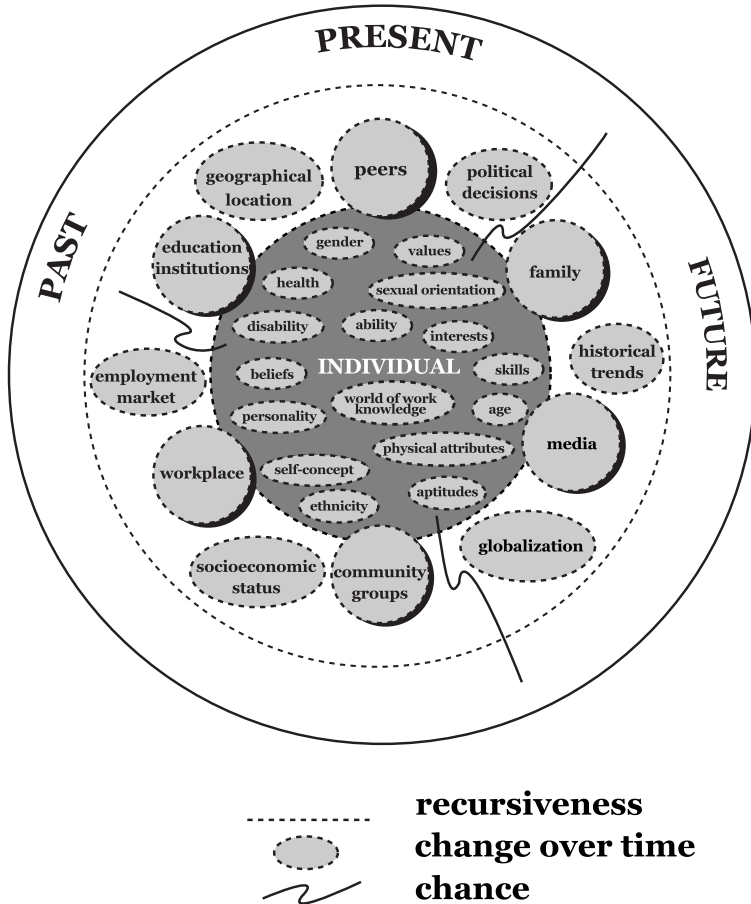 PRESENT
PAST
FUTURE
peers
geographical
location
political
decisions
education
institutions
family
gender
values
health
sexual orientation
disability
ability
interests
historical
trends
employment
market
beliefs
INDIVIDUAL
skills
world of work
knowledge
age
personality
media
physical attributes
workplace
self-concept
aptitudes
ethnicity
globalization
socioeconomic
status
community
groups
recursiveness
change over time
chance